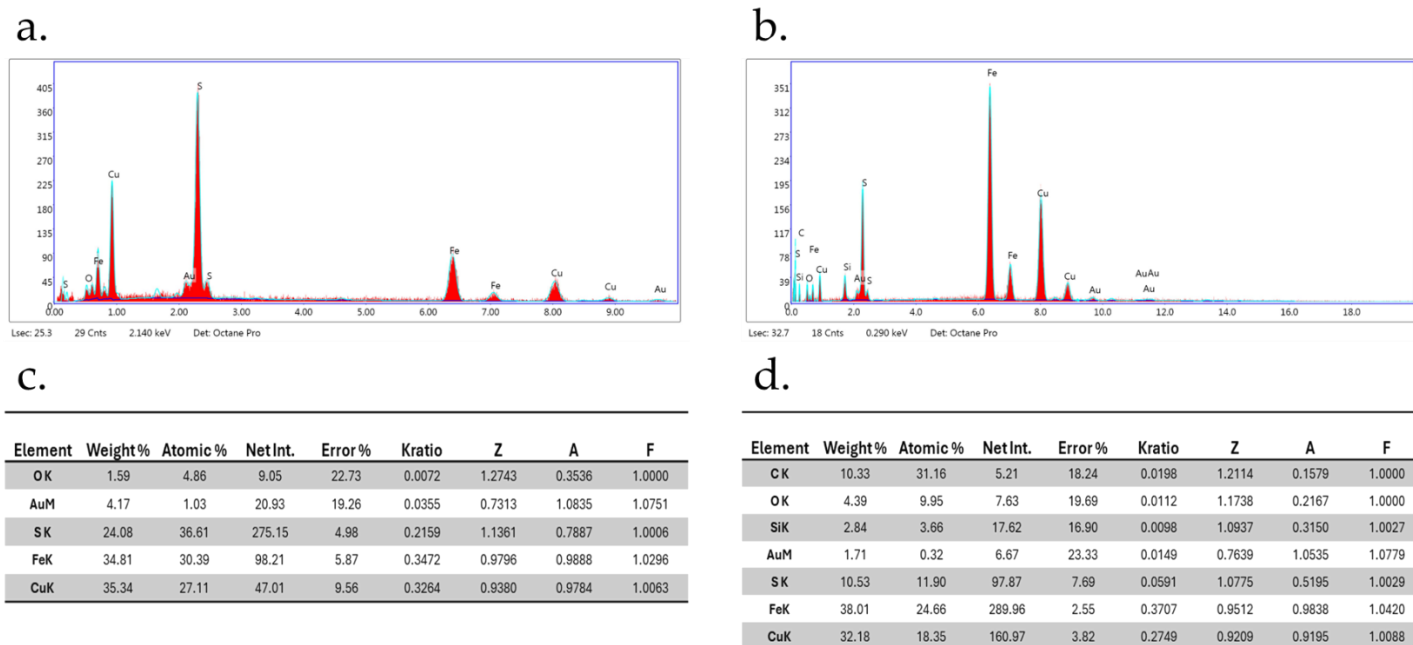 a.
405
360
315
270
225
180
135
90
45
0
S
Cu
Fe
O
S
Au
S
Fe
Fe
Cu
Cu
Au
0.00 1.00 2.00 3.00 4.00 5.00 6.00 7.00 8.00 9.00
Lsec: 25.3 29 Cnts 2.140 keV Det: Octane Pro
b.
351
312
273
234
195
156
117
78
39
0
Fe
S
Cu
C
Fe
S
Fe
Cu
Si
Si
O
Au
S
Cu
Au
AuAu
Au
0.0 2.0 4.0 6.0 8.0 10.0 12.0 14.0 16.0 18.0
Lsec: 32.7 18 Cnts 0.290 keV Det: Octane Pro
c.
Element Weight % Atomic % Net Int. Error % Kratio Z A F
O K 1.59 4.86 9.05 22.73 0.0072 1.2743 0.3536 1.0000
AuM 4.17 1.03 20.93 19.26 0.0355 0.7313 1.0835 1.0751
S K 24.08 36.61 275.15 4.98 0.2159 1.1361 0.7887 1.0006
FeK 34.81 30.39 98.21 5.87 0.3472 0.9796 0.9888 1.0296
CuK 35.34 27.11 47.01 9.56 0.3264 0.9380 0.9784 1.0063
d.
Element Weight % Atomic % Net Int. Error % Kratio Z A F
C K 10.33 31.16 5.21 18.24 0.0198 1.2114 0.1579 1.0000
O K 4.39 9.95 7.63 19.69 0.0112 1.1738 0.2167 1.0000
SiK 2.84 3.66 17.62 16.90 0.0098 1.0937 0.3150 1.0027
AuM 1.71 0.32 6.67 23.33 0.0149 0.7639 1.0535 1.0779
S K 10.53 11.90 97.87 7.69 0.0591 1.0775 0.5195 1.0029
FeK 38.01 24.66 289.96 2.55 0.3707 0.9512 0.9838 1.0420
CuK 32.18 18.35 160.97 3.82 0.2749 0.9209 0.9195 1.0088